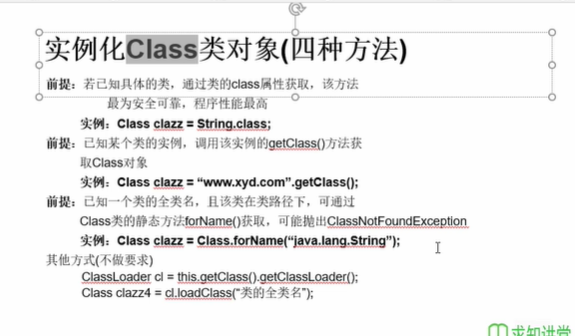 实例化Class类对象(四种方法)
前提：若已知具体的类，通过类的class属性获取，该方法
最为安全可靠，程序性能最高
实例：Class clazz = String.class;
前提：已知某个类的实例，调用该实例的getClass()方法获
取Class对象
实例：Class clazz = “www.xyd.com”.getClass();
前提：已知一个类的全类名，且该类在类路径下，可通过
Class类的静态方法forName()获取，可能抛出ClassNotFoundException
实例：Class clazz = Class.forName(“java.lang.String”);
其他方式(不做要求)
ClassLoader cl = this.getClass().getClassLoader();
Class clazz4 = cl.loadClass(“类的全类名”);
求知讲堂